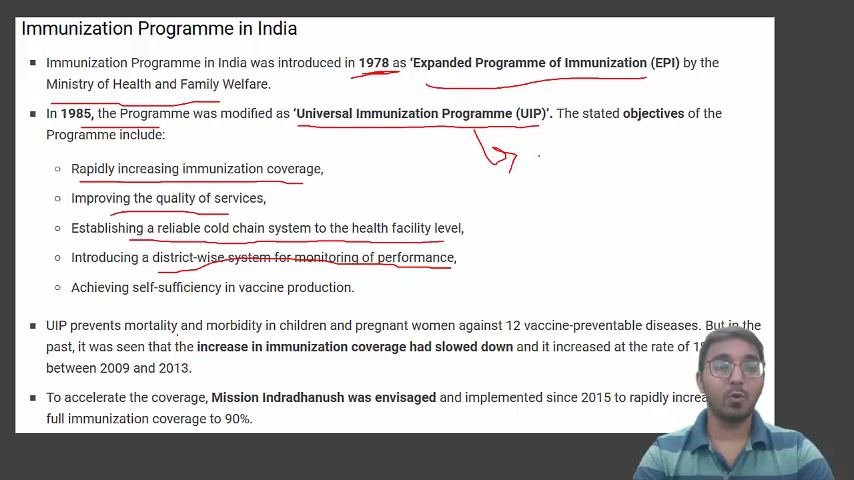 Immunization Programme in India
Immunization Programme in India was introduced in 1978 as ‘Expanded Programme of Immunization (EPI) by the
Ministry of Health and Family Welfare.
In 1985, the Programme was modified as ‘Universal Immunization Programme (UIP)’. The stated objectives of the
Programme include:
Rapidly increasing immunization coverage,
Improving the quality of services,
Establishing a reliable cold chain system to the health facility level,
Introducing a district-wise system for monitoring of performance,
Achieving self-sufficiency in vaccine production.
UIP prevents mortality and morbidity in children and pregnant women against 12 vaccine-preventable diseases. But in the
past, it was seen that the increase in immunization coverage had slowed down and it increased at the rate of
between 2009 and 2013.
To accelerate the coverage, Mission Indradhanush was envisaged and implemented since 2015 to rapidly
full immunization coverage to 90%.